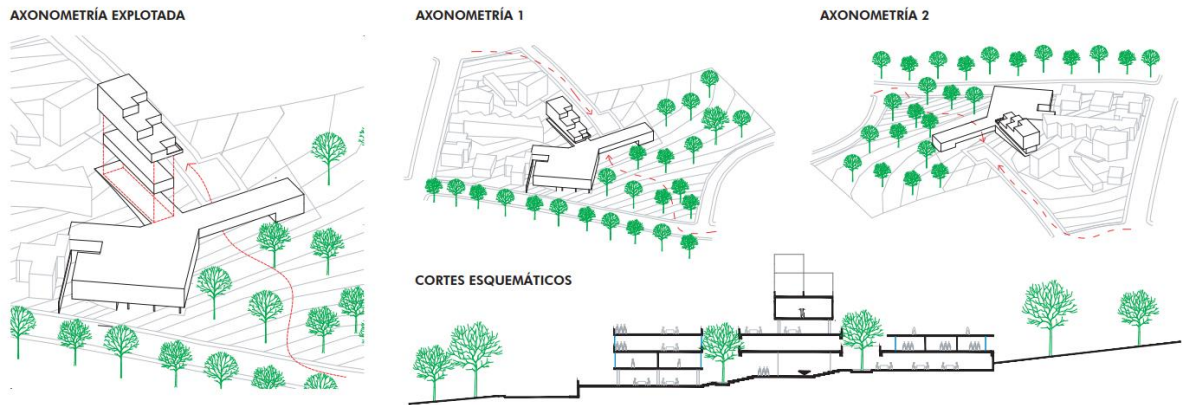 AXONOMETRÍA EXPLOTADA
AXONOMETRÍA 1
AXONOMETRÍA 2
CORTES ESQUEMÁTICOS